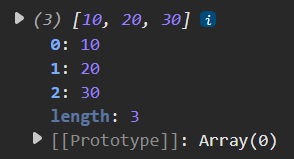 ▶ (3) [10, 20, 30] i
0: 10
1: 20
2: 30
length: 3
▶ [[Prototype]]: Array(0)